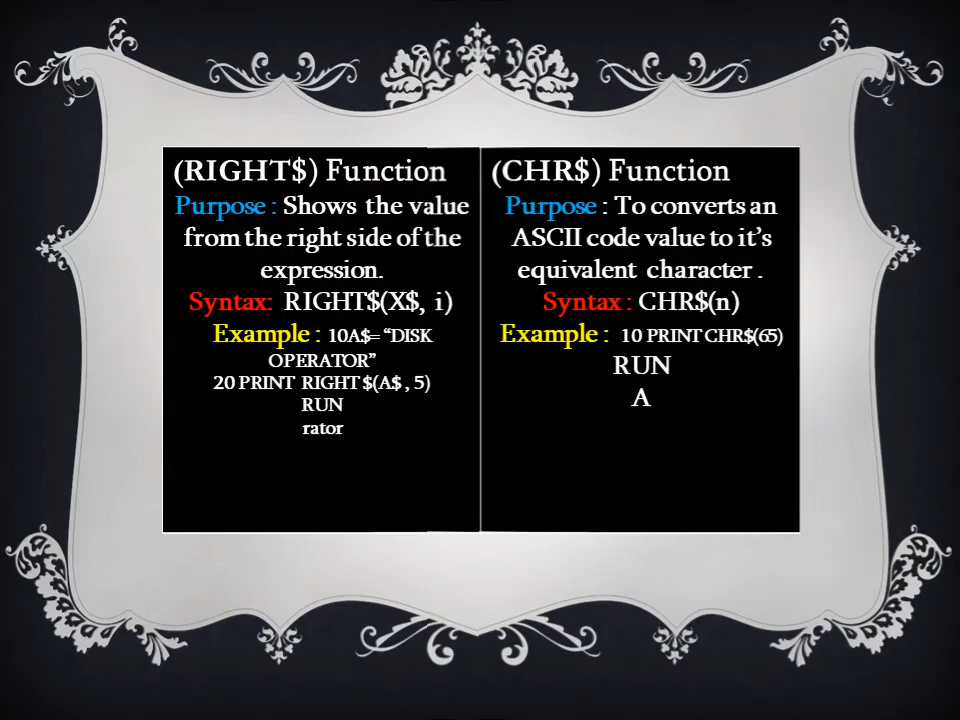 (RIGHT$) Function
Purpose : Shows the value
from the right side of the
expression.
Syntax: RIGHT$(X$, i)
Example : 10A$= “DISK
OPERATOR”
20 PRINT RIGHT $(A$ , 5)
RUN
rator
(CHR$) Function
Purpose : To converts an
ASCII code value to it’s
equivalent character .
Syntax : CHR$(n)
Example : 10 PRINT CHR$(65)
RUN
A